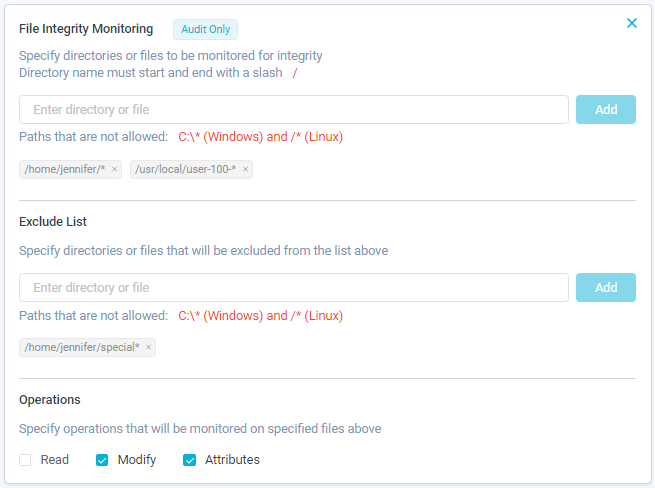 File Integrity Monitoring Audit Only ✕
Specify directories or files to be monitored for integrity
Directory name must start and end with a slash /
Enter directory or file Add
Paths that are not allowed: C:\* (Windows) and /* (Linux)
/home/jennifer/* × /usr/local/user-100-* ×
Exclude List
Specify directories or files that will be excluded from the list above
Enter directory or file Add
Paths that are not allowed: C:\* (Windows) and /* (Linux)
/home/jennifer/special* ×
Operations
Specify operations that will be monitored on specified files above
Read Modify Attributes